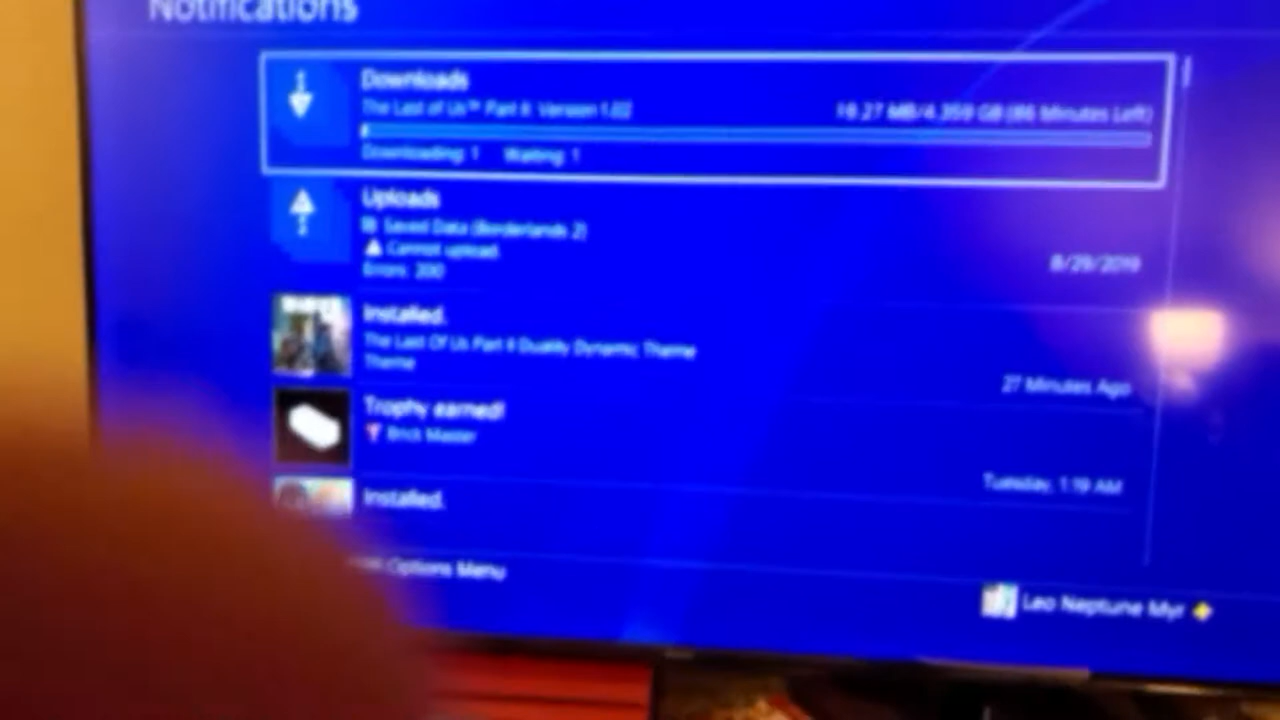 Notifications
Downloads
The Last of Us™ Part II: Version 1.02
18.27 MB/4.359 GB (86 Minutes Left)
Downloading: 1 Waiting: 1
Uploads
Saved Data (Borderlands 2)
Cannot upload.
Errors: 200
8/29/2019
Installed.
The Last Of Us Part II Duality Dynamic Theme
Theme
27 Minutes Ago
Trophy earned!
Brick Master
Tuesday, 1:19 AM
Installed.
Options Menu
Leo Neptune Myr